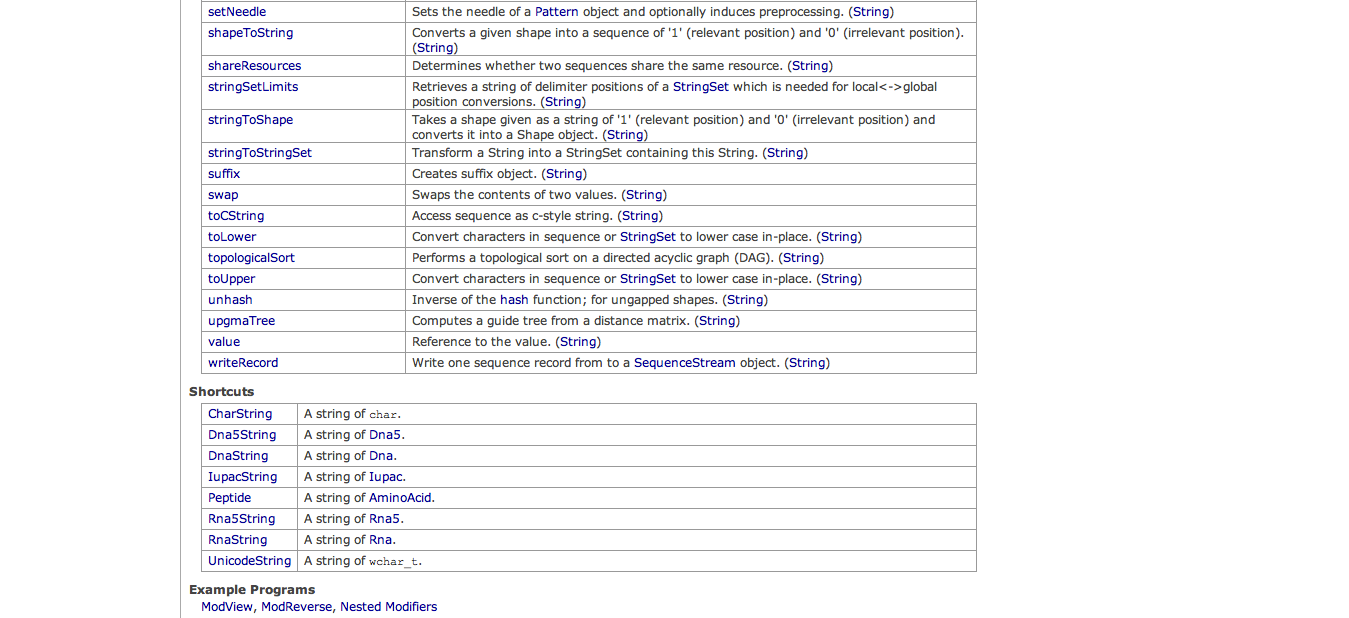 setNeedle Sets the needle of a Pattern object and optionally induces preprocessing. (String)
shapeToString Converts a given shape into a sequence of '1' (relevant position) and '0' (irrelevant position).
(String)
shareResources Determines whether two sequences share the same resource. (String)
stringSetLimits Retrieves a string of delimiter positions of a StringSet which is needed for local<->global
position conversions. (String)
stringToShape Takes a shape given as a string of '1' (relevant position) and '0' (irrelevant position) and
converts it into a Shape object. (String)
stringToStringSet Transform a String into a StringSet containing this String. (String)
suffix Creates suffix object. (String)
swap Swaps the contents of two values. (String)
toCString Access sequence as c-style string. (String)
toLower Convert characters in sequence or StringSet to lower case in-place. (String)
topologicalSort Performs a topological sort on a directed acyclic graph (DAG). (String)
toUpper Convert characters in sequence or StringSet to lower case in-place. (String)
unhash Inverse of the hash function; for ungapped shapes. (String)
upgmaTree Computes a guide tree from a distance matrix. (String)
value Reference to the value. (String)
writeRecord Write one sequence record from to a SequenceStream object. (String)
Shortcuts
CharString A string of char.
Dna5String A string of Dna5.
DnaString A string of Dna.
IupacString A string of Iupac.
Peptide A string of AminoAcid.
Rna5String A string of Rna5.
RnaString A string of Rna.
UnicodeString A string of wchar_t.
Example Programs
ModView, ModReverse, Nested Modifiers